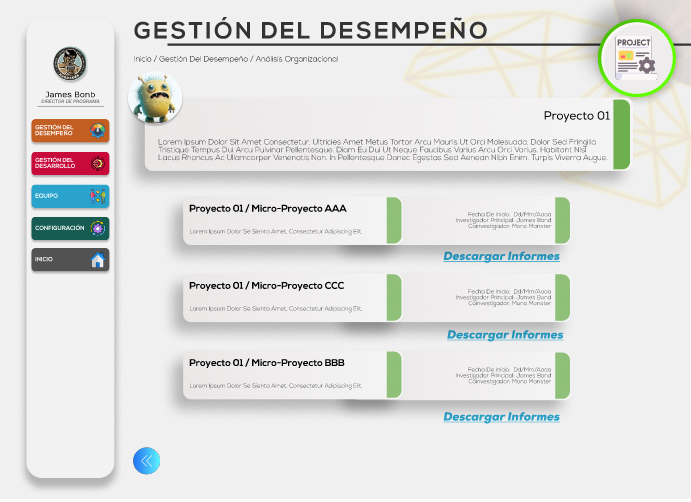 GESTIÓN DEL DESEMPEÑO
Inicio / Gestión Del Desempeño / Análisis Organizacional
PROJECT
James Bonb
DIRECTOR DE PROGRAMA
GESTIÓN DEL
DESEMPEÑO
GESTIÓN DEL
DESARROLLO
EQUIPO
CONFIGURACIÓN
INICIO
Proyecto 01
Lorem Ipsum Dolor Sit Amet Consectetur. Ultricies Amet Metus Tortor Arcu Mauris Ut Orci Malesuada. Dolor Sed Fringilla
Tristique Tempus Dui Arcu Pulvinar Pellentesque. Diam Eu Dui Ut Neque Faucibus Varius Arcu Orci Varius. Habitant Nisl
Lacus Rhoncus Ac Ullamcorper Venenatis Non. In Pellentesque Donec Egestas Sed Aenean Nibh Enim. Turpis Viverra Augue.
Proyecto 01 / Micro-Proyecto AAA
Lorem Ipsum Dolor Se Siento Amet, Consectetur Adipiscing Elit.
Fecha De Inicio: Dd/Mm/Aaaa
Investigador Principal: James Bond
Coinvestigador: Mario Monster
Descargar Informes
Proyecto 01 / Micro-Proyecto CCC
Lorem Ipsum Dolor Se Siento Amet, Consectetur Adipiscing Elit.
Fecha De Inicio: Dd/Mm/Aaaa
Investigador Principal: James Bond
Coinvestigador: Mario Monster
Descargar Informes
Proyecto 01 / Micro-Proyecto BBB
Lorem Ipsum Dolor Se Siento Amet, Consectetur Adipiscing Elit.
Fecha De Inicio: Dd/Mm/Aaaa
Investigador Principal: James Bond
Coinvestigador: Mario Monster
Descargar Informes